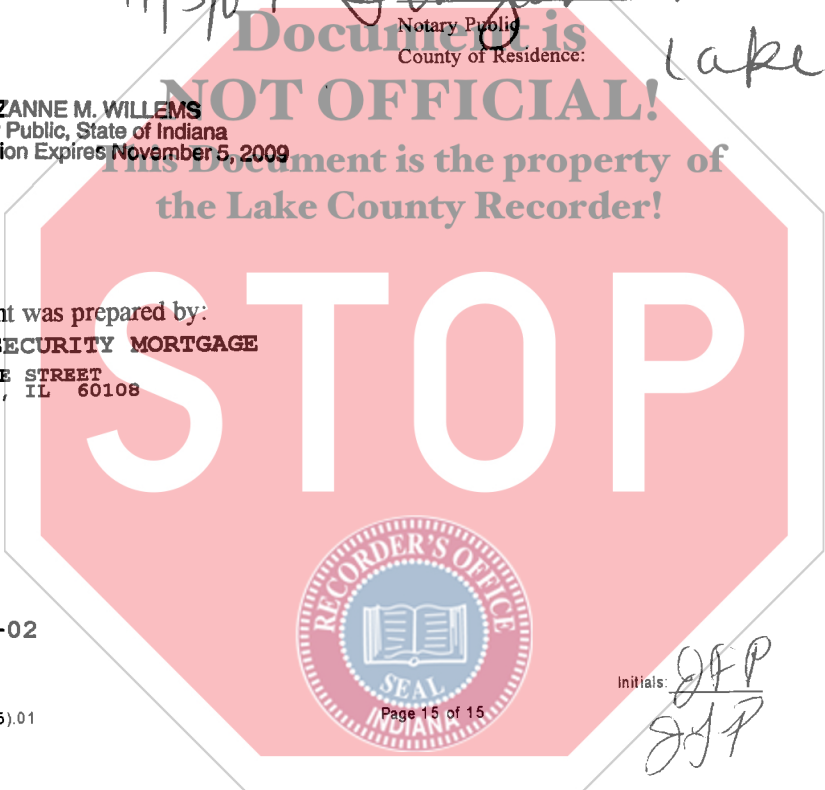 Document is
Notary Public
County of Residence:
Lake
NOT OFFICIAL!
ZANNE M. WILLEMS
Public, State of Indiana
ion Expires November 5, 2009
This Document is the property of
the Lake County Recorder!
nt was prepared by:
SECURITY MORTGAGE
E STREET
, IL 60108
STOP
RECORDER'S OFFICE
SEAL
INDIANA
-02
Initials: JFP
JJP
Page 15 of 15
5).01